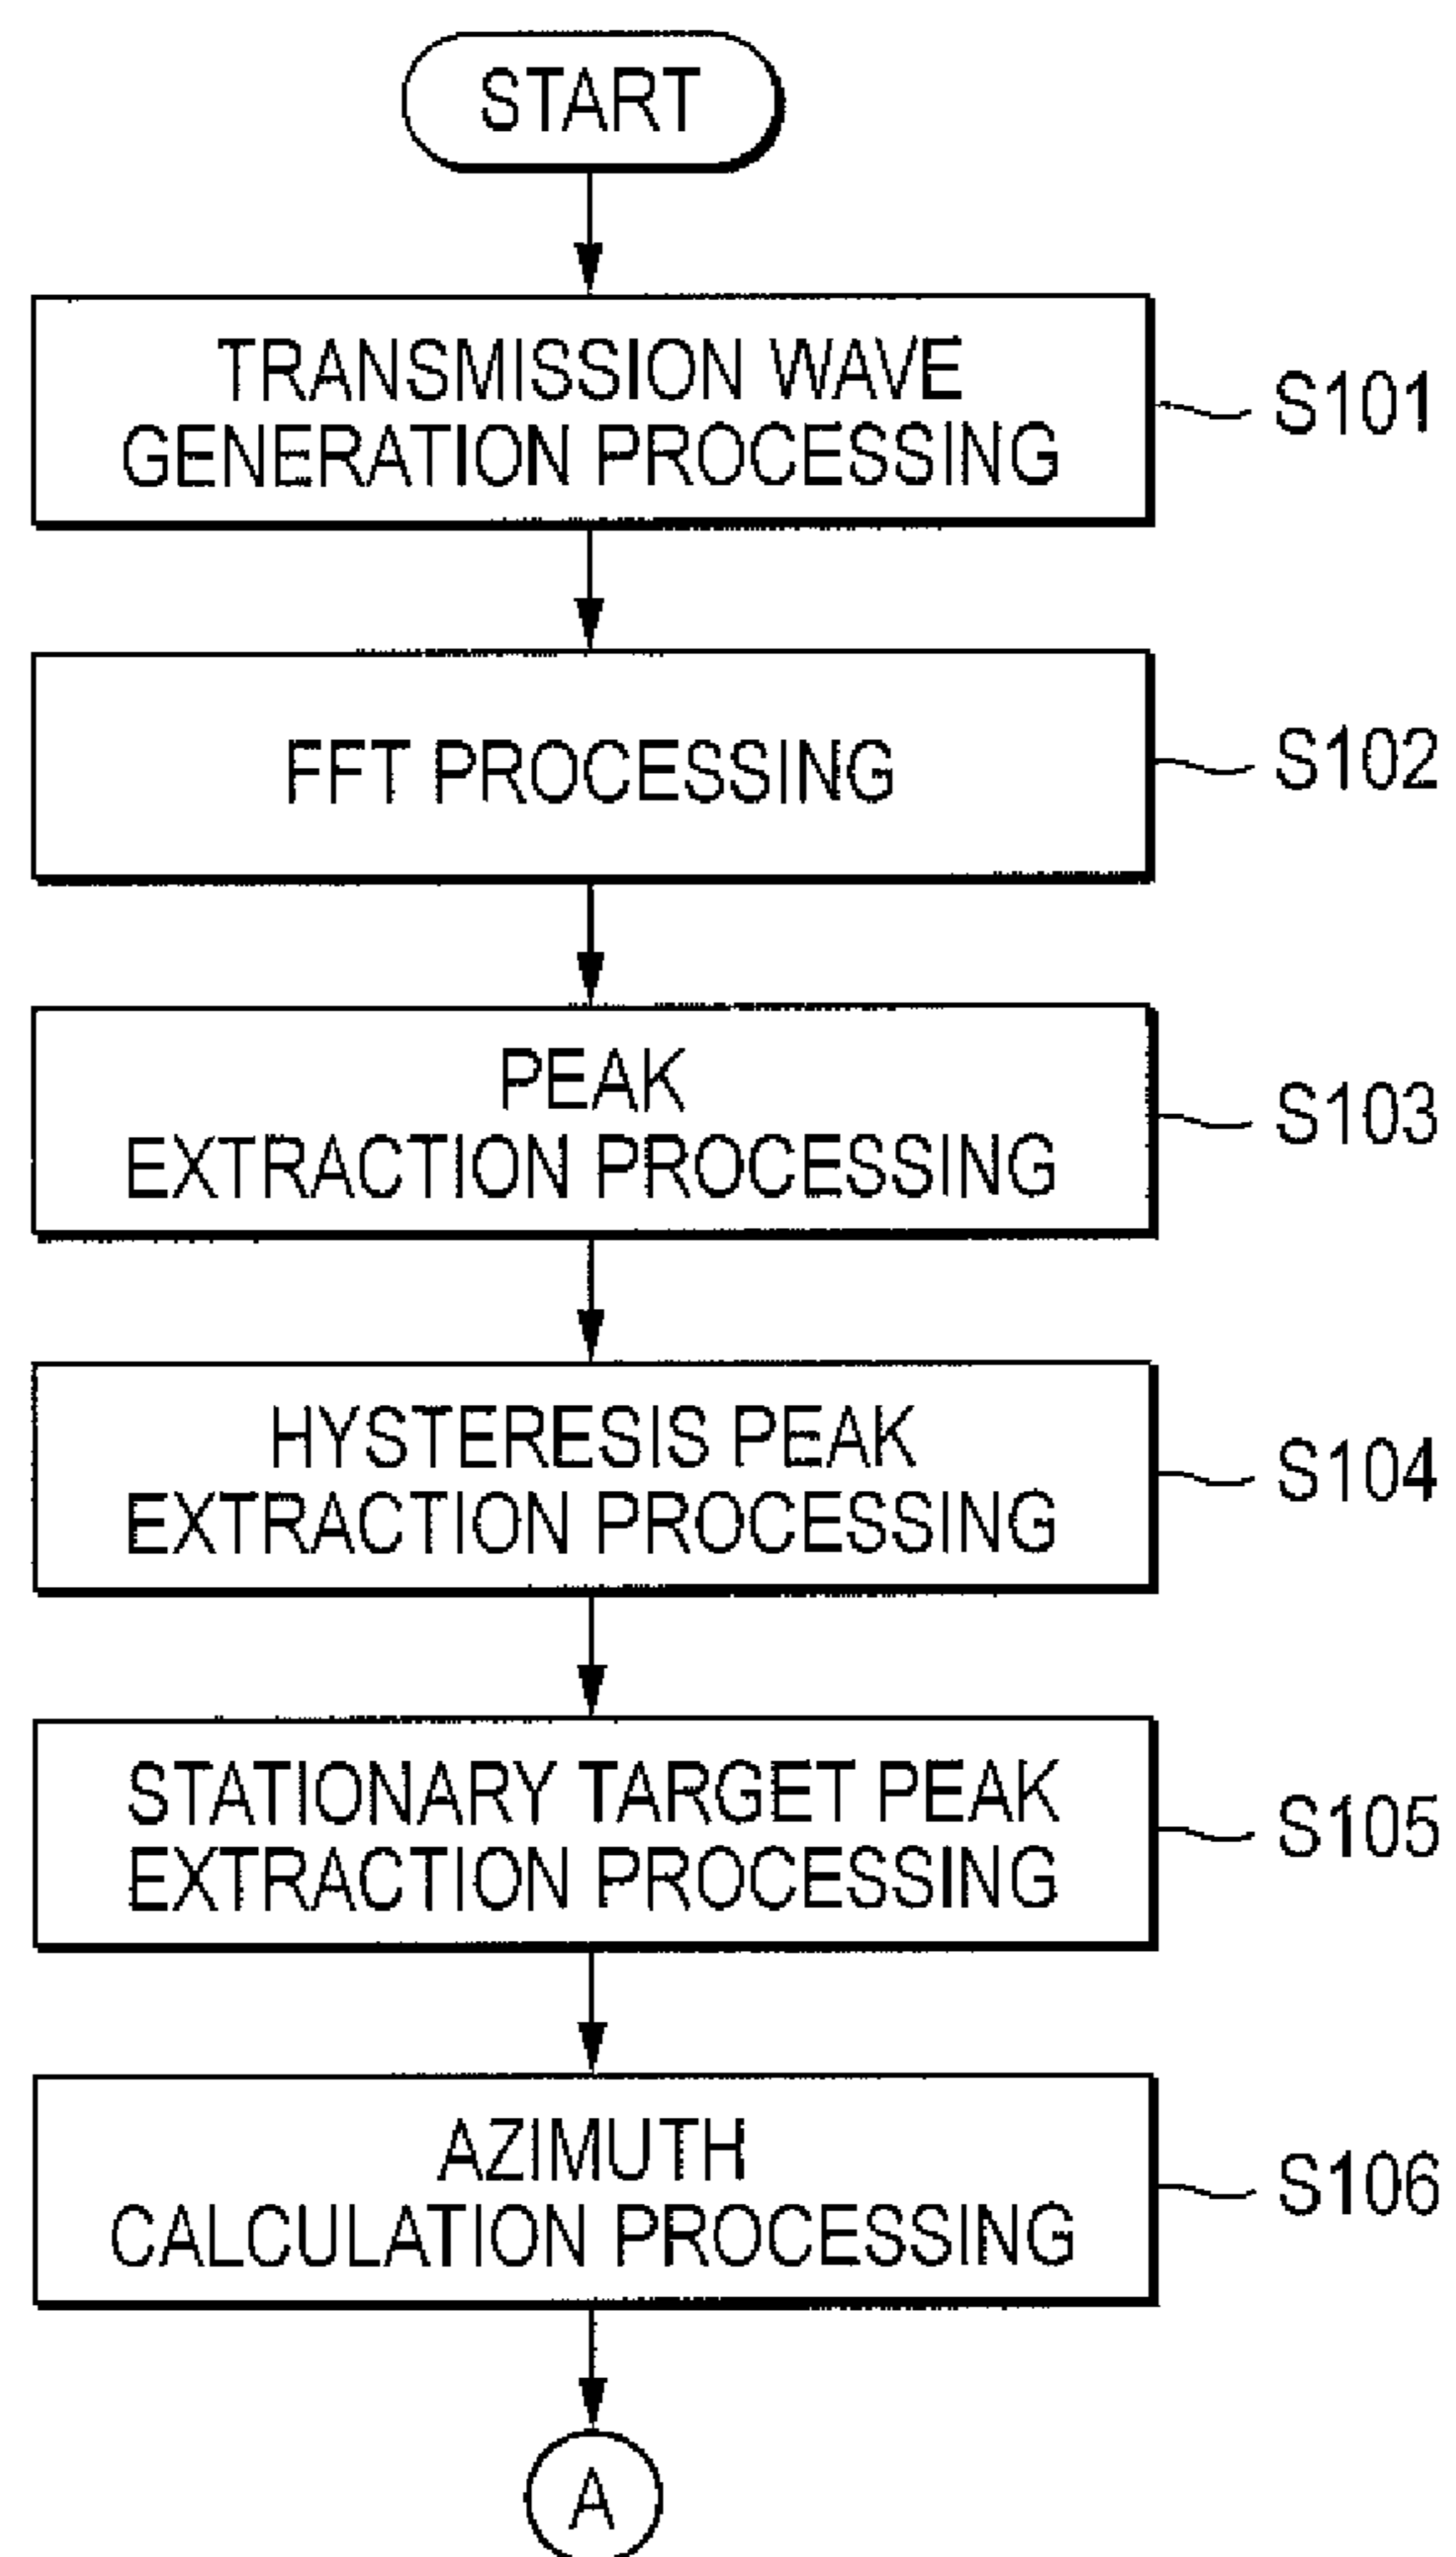 START
TRANSMISSION WAVE
GENERATION PROCESSING
S101
FFT PROCESSING
S102
PEAK
EXTRACTION PROCESSING
S103
HYSTERESIS PEAK
EXTRACTION PROCESSING
S104
STATIONARY TARGET PEAK
EXTRACTION PROCESSING
S105
AZIMUTH
CALCULATION PROCESSING
S106
A